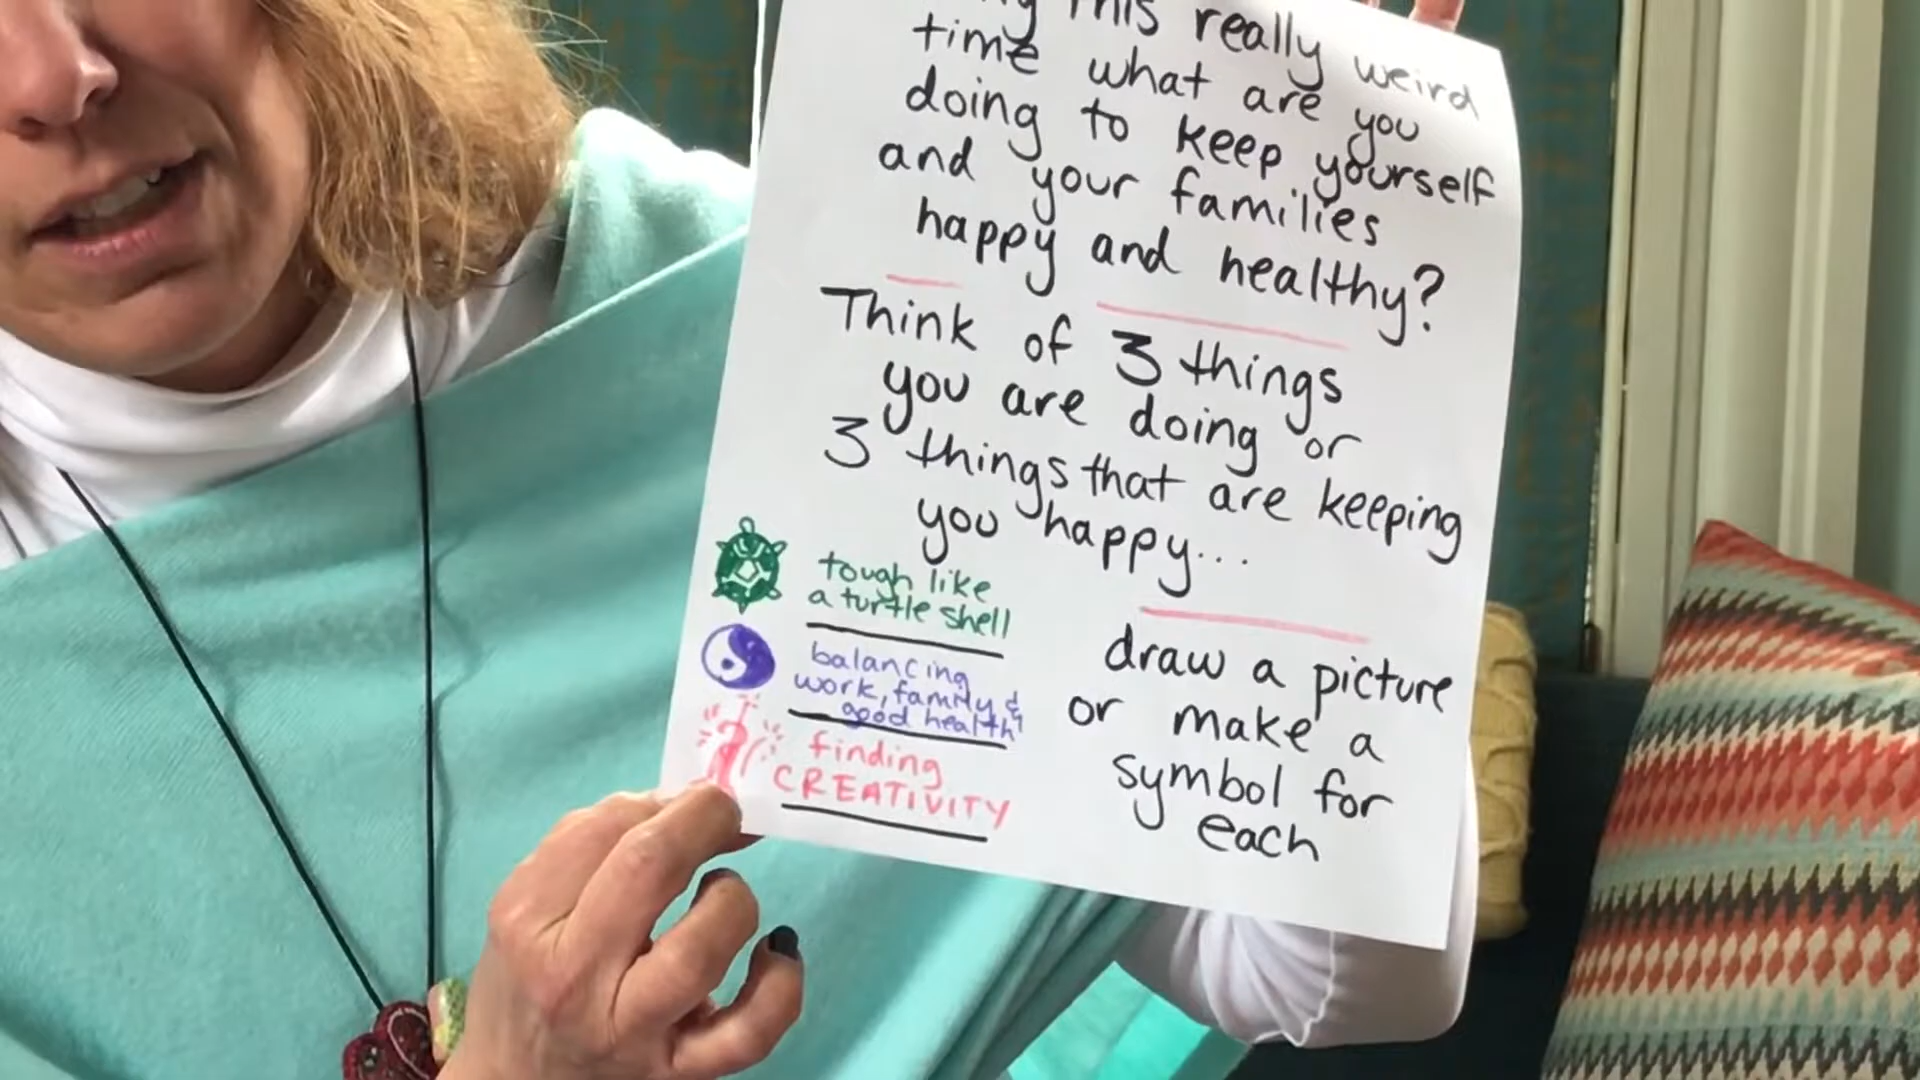 this really weird
time what are you
doing to keep yourself
and your families
happy and healthy?
Think of 3 things
you are doing or
3 things that are keeping
you happy...
tough like
a turtle shell
balancing
work, family &
good health
finding
CREATIVITY
draw a picture
or make a
symbol for
each